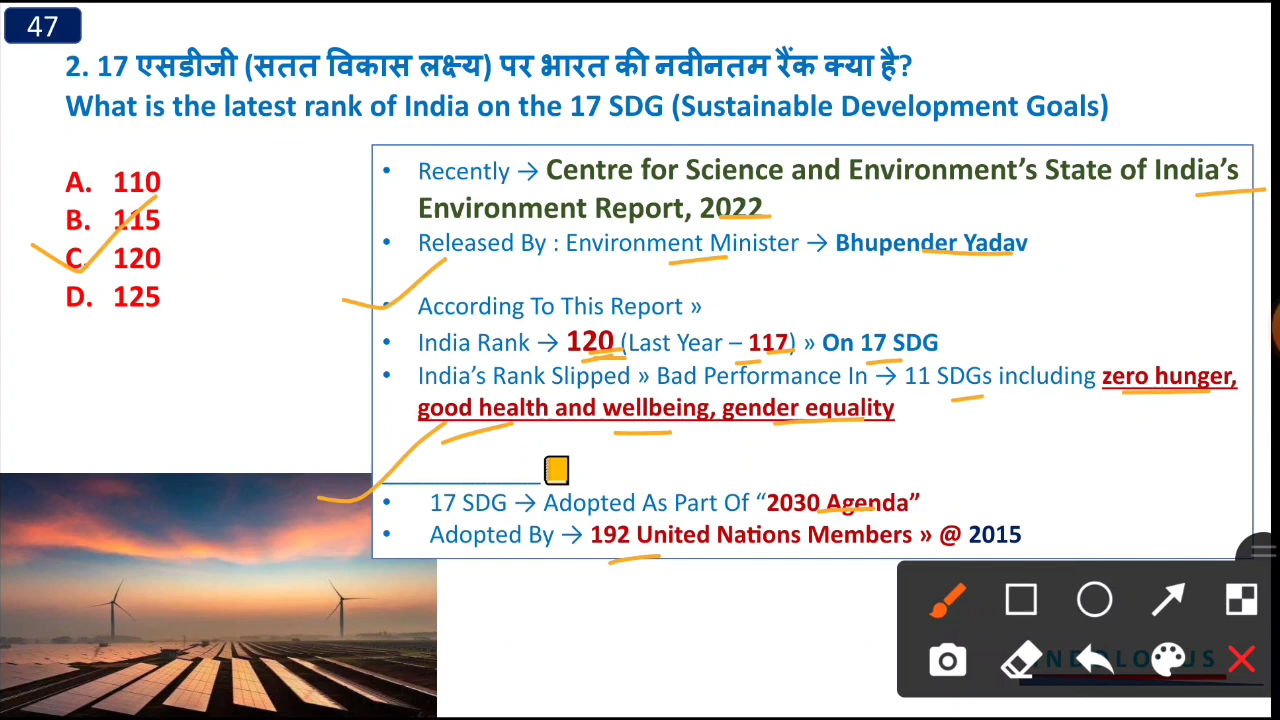 47
2. 17 एसडीजी (सतत विकास लक्ष्य) पर भारत की नवीनतम रैंक क्या है?
What is the latest rank of India on the 17 SDG (Sustainable Development Goals)
A. 110
B. 115
C. 120
D. 125
• Recently → Centre for Science and Environment’s State of India’s
Environment Report, 2022
• Released By : Environment Minister → Bhupender Yadav
• According To This Report »
• India Rank → 120 (Last Year – 117) » On 17 SDG
• India’s Rank Slipped » Bad Performance In → 11 SDGs including zero hunger,
good health and wellbeing, gender equality
• 17 SDG → Adopted As Part Of “2030 Agenda”
• Adopted By → 192 United Nations Members » @ 2015